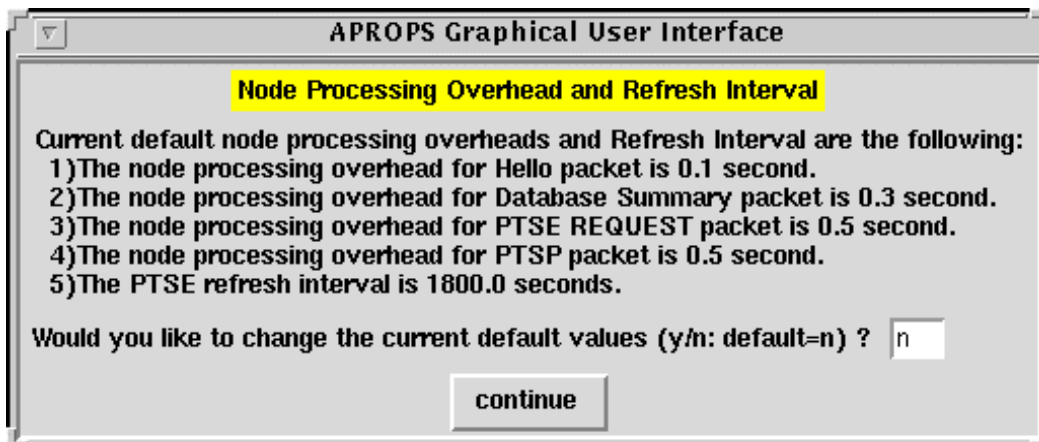 APROPS Graphical User Interface
Node Processing Overhead and Refresh Interval
Current default node processing overheads and Refresh Interval are the following:
1)The node processing overhead for Hello packet is 0.1 second.
2)The node processing overhead for Database Summary packet is 0.3 second.
3)The node processing overhead for PTSE REQUEST packet is 0.5 second.
4)The node processing overhead for PTSP packet is 0.5 second.
5)The PTSE refresh interval is 1800.0 seconds.
Would you like to change the current default values (y/n: default=n) ? n
continue